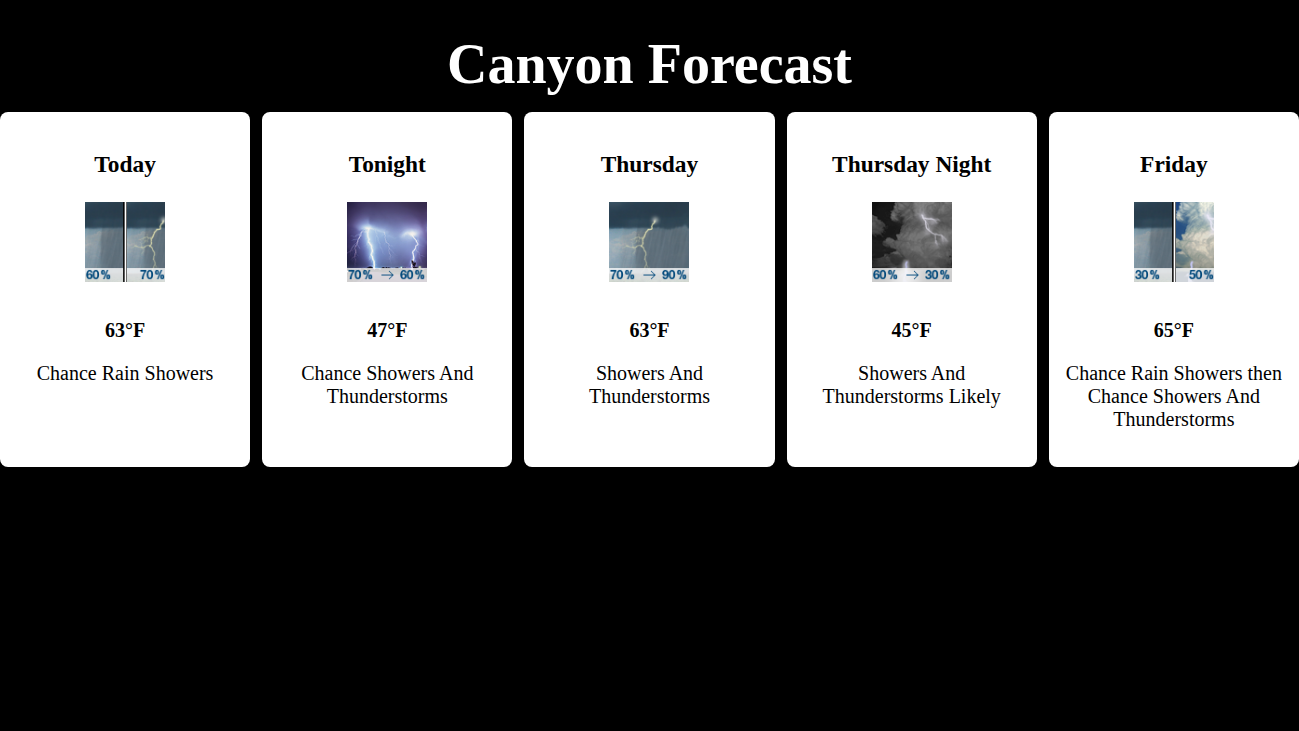 Canyon Forecast
Today
60%
70%
63°F
Chance Rain Showers
Tonight
70% → 60%
47°F
Chance Showers And
Thunderstorms
Thursday
70% → 90%
63°F
Showers And
Thunderstorms
Thursday Night
60% → 30%
45°F
Showers And
Thunderstorms Likely
Friday
30%
50%
65°F
Chance Rain Showers then
Chance Showers And
Thunderstorms